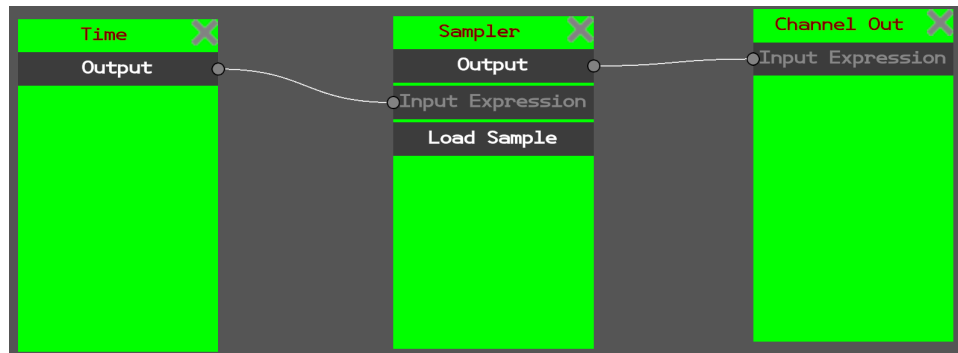 Time
Output
Sampler
Output
Input Expression
Load Sample
Channel Out
Input Expression